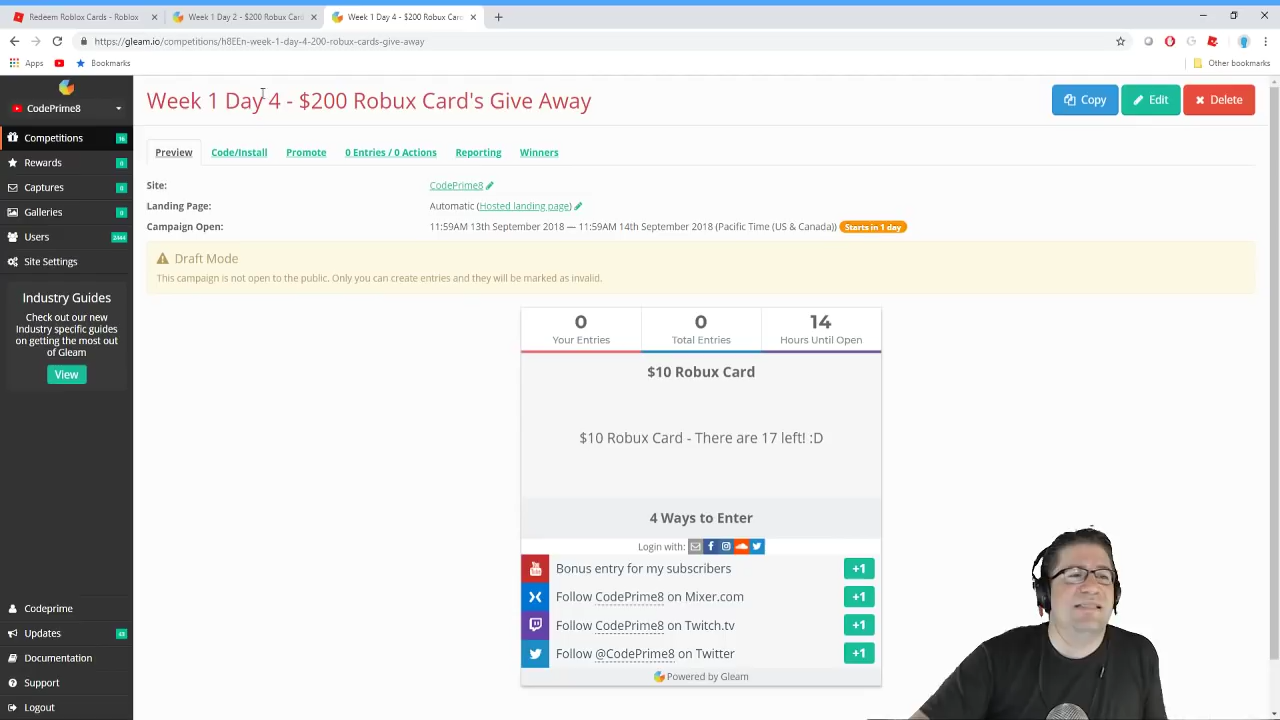 Redeem Roblox Cards - Roblox
Week 1 Day 2 - $200 Robux Card
Week 1 Day 4 - $200 Robux Card
https://gleam.io/competitions/h8EEn-week-1-day-4-200-robux-cards-give-away
Apps
Bookmarks
Other bookmarks
CodePrime8
Competitions 16
Rewards 0
Captures 0
Galleries 0
Users 2444
Site Settings
Industry Guides
Check out our new
Industry specific guides
on getting the most out
of Gleam
View
Codeprime
Updates 43
Documentation
Support
Logout
Week 1 Day 4 - $200 Robux Card's Give Away
Copy
Edit
Delete
Preview
Code/Install
Promote
0 Entries / 0 Actions
Reporting
Winners
Site: CodePrime8
Landing Page: Automatic (Hosted landing page)
Campaign Open: 11:59AM 13th September 2018 — 11:59AM 14th September 2018 (Pacific Time (US & Canada)) Starts in 1 day
Draft Mode
This campaign is not open to the public. Only you can create entries and they will be marked as invalid.
0 0 14
Your Entries Total Entries Hours Until Open
$10 Robux Card
$10 Robux Card - There are 17 left! :D
4 Ways to Enter
Login with:
Bonus entry for my subscribers +1
Follow CodePrime8 on Mixer.com +1
Follow CodePrime8 on Twitch.tv +1
Follow @CodePrime8 on Twitter +1
Powered by Gleam